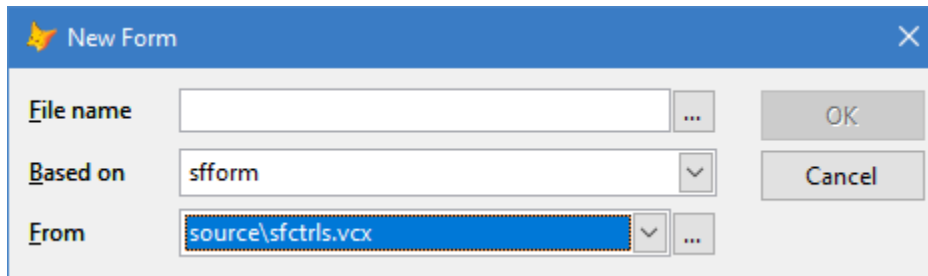 New Form
File name
...
OK
Based on
sfform
Cancel
From
source\sfctrls.vcx
...